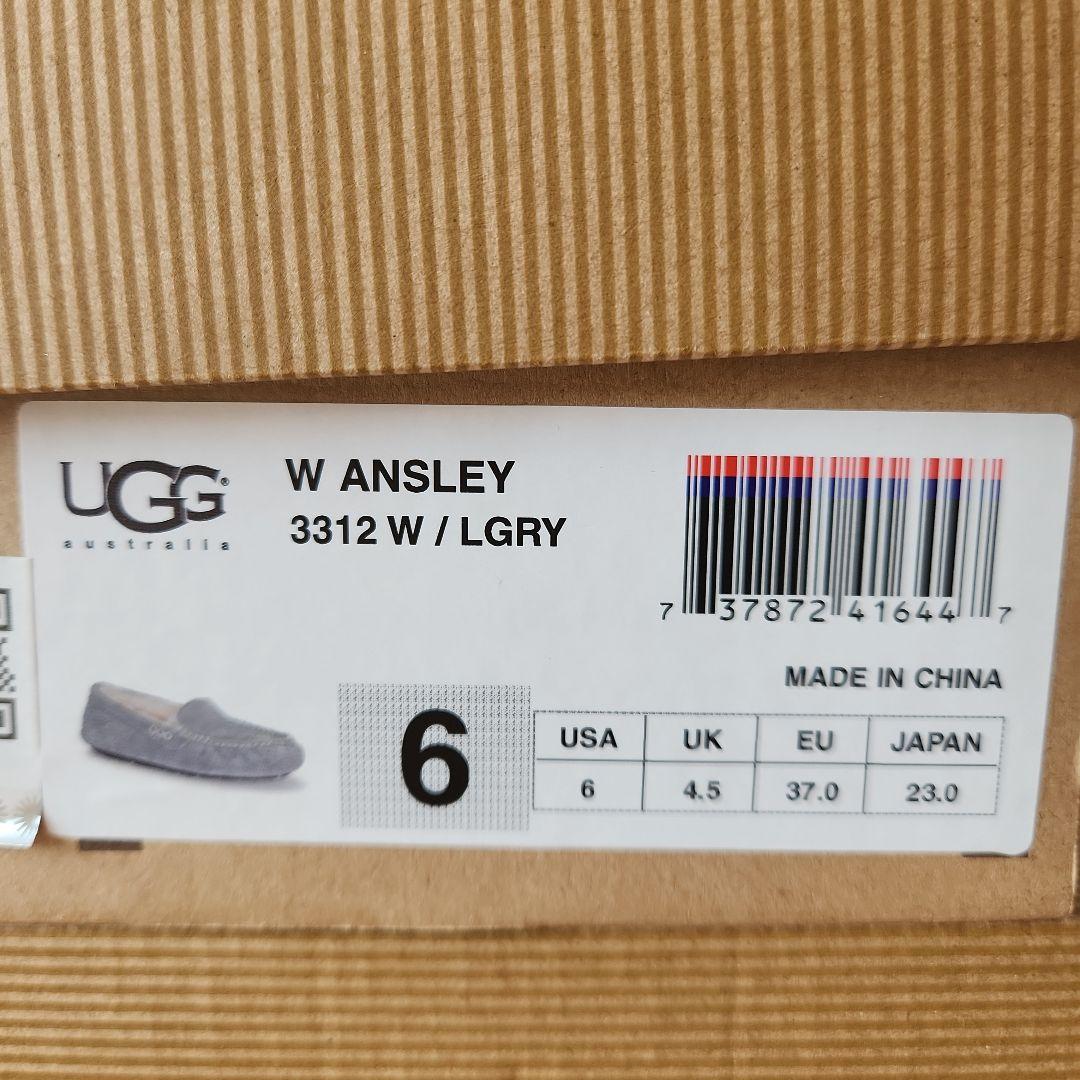 UGG®
australia
W ANSLEY
3312 W / LGRY
7 37872 41644 7
MADE IN CHINA
6
USA UK EU JAPAN
6 4.5 37.0 23.0